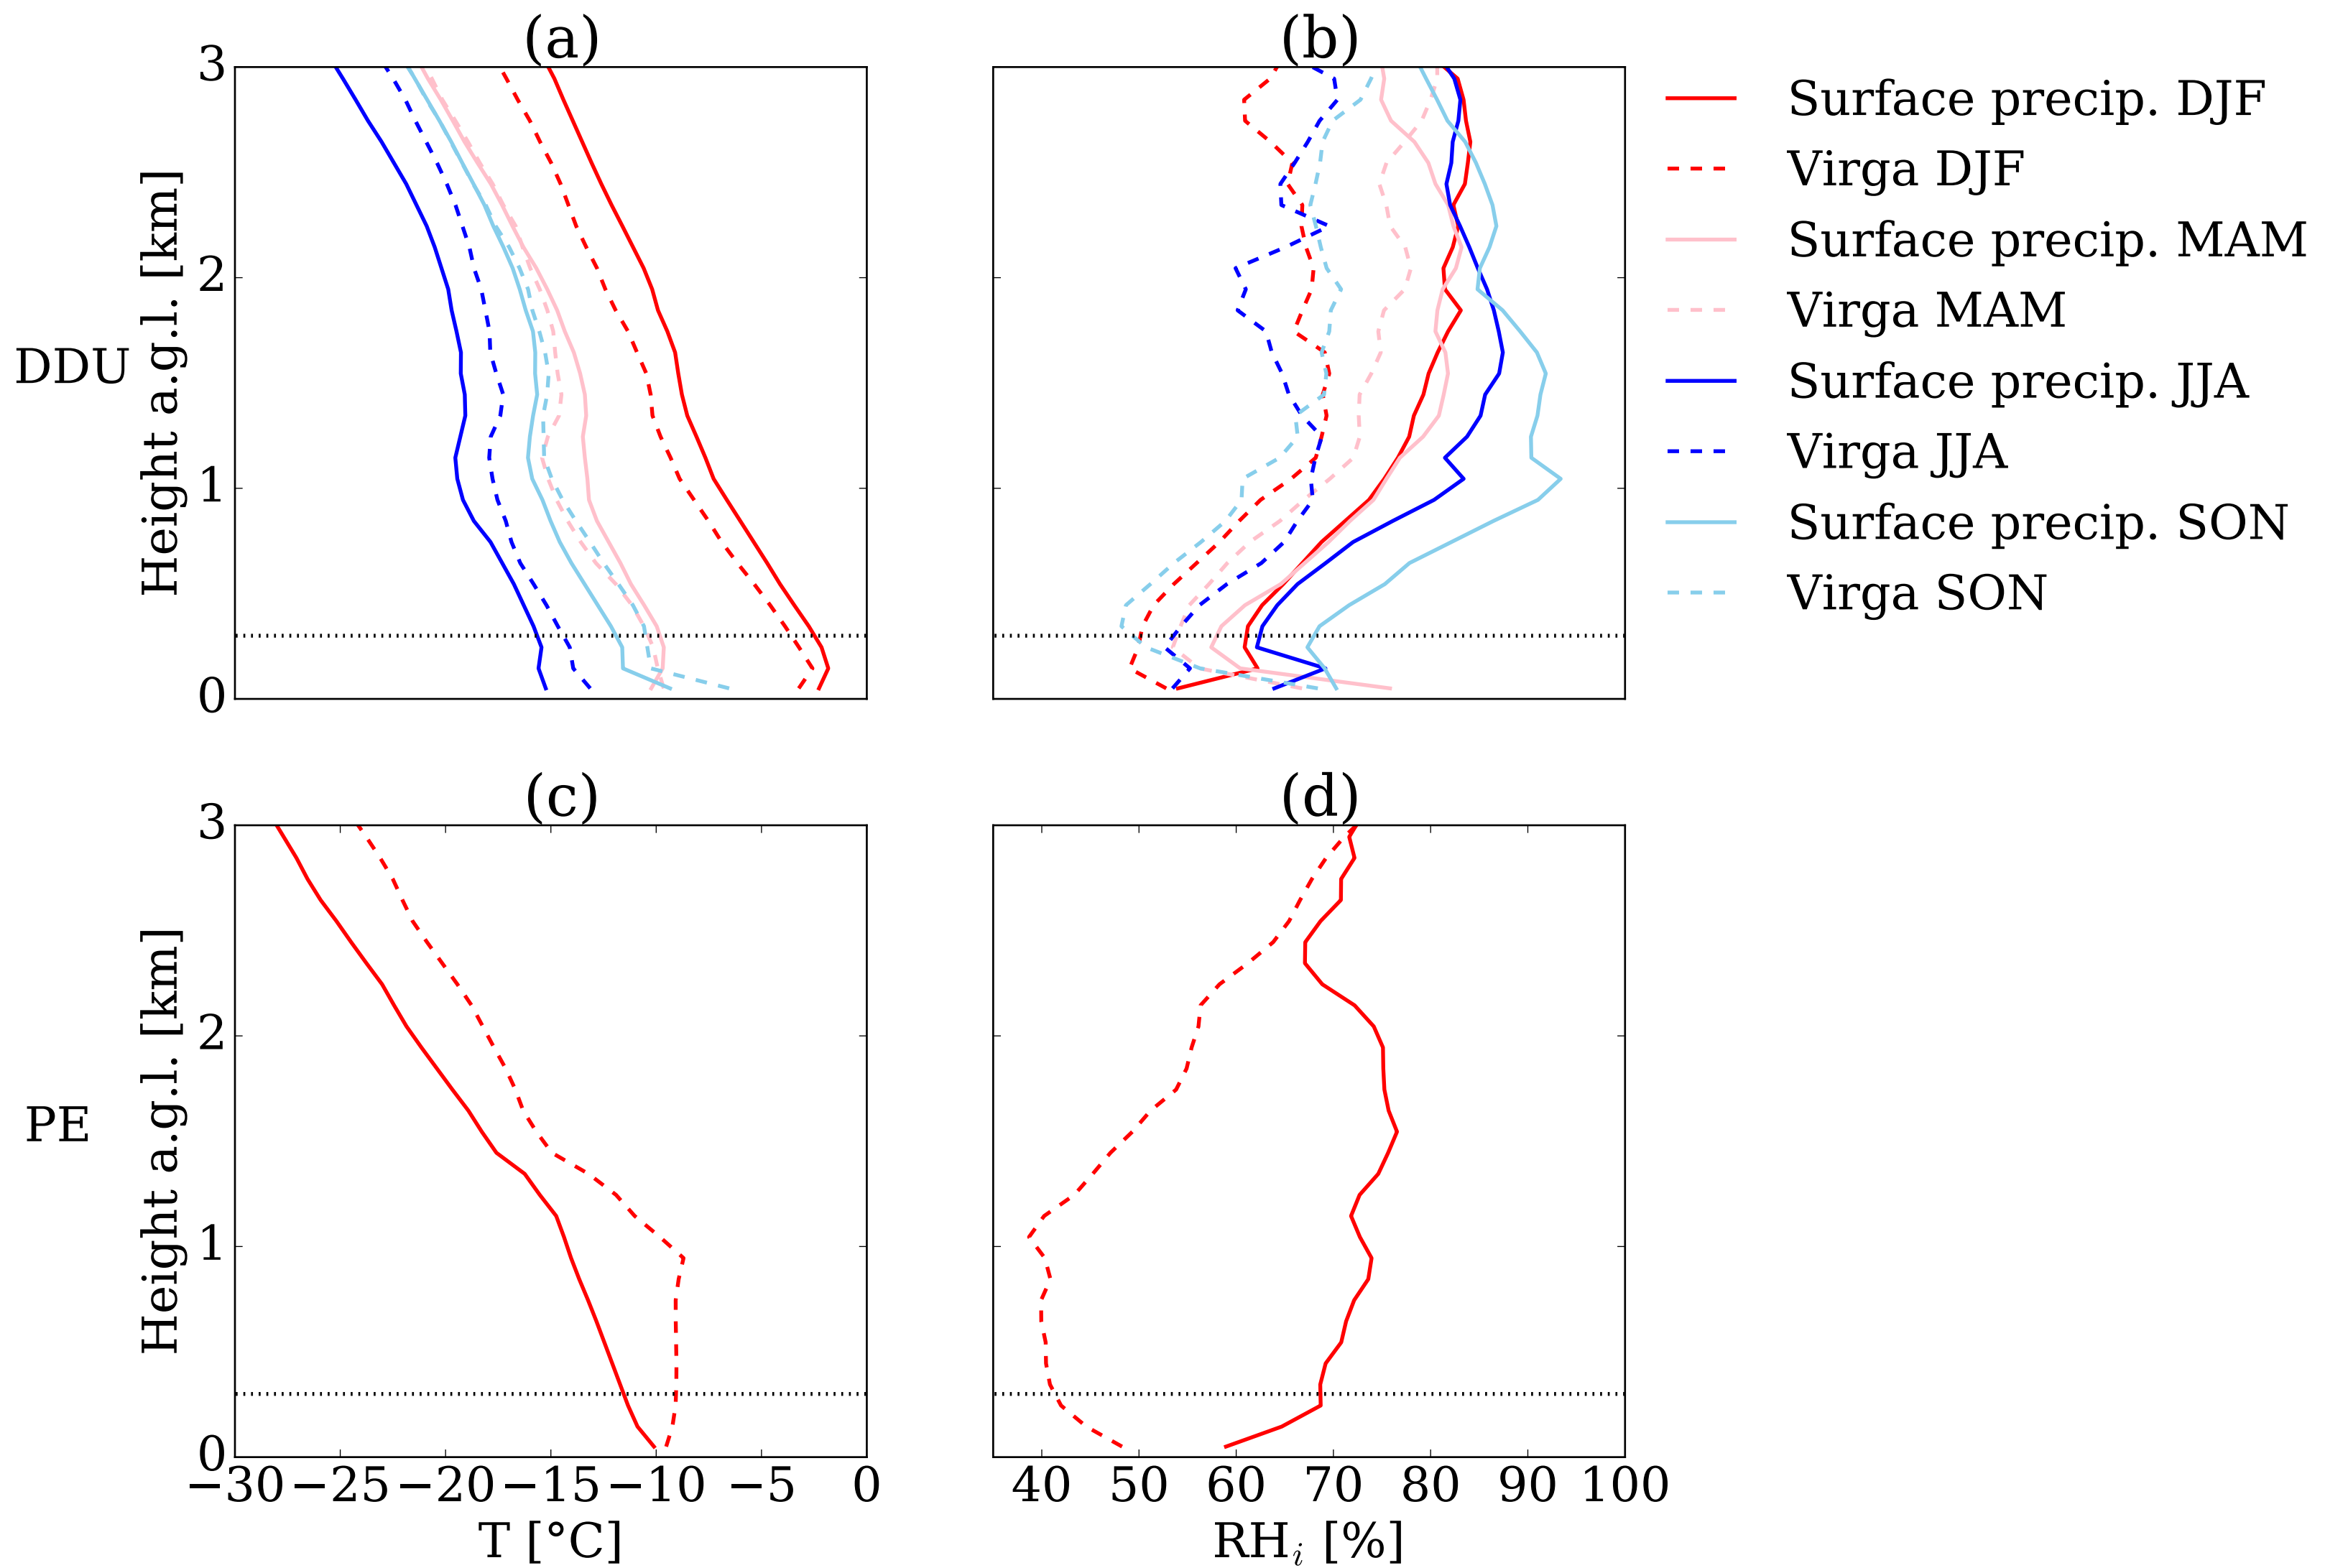 (a)
(b)
3
2
1
0
Height a.g.l. [km]
DDU
Surface precip. DJF
Virga DJF
Surface precip. MAM
Virga MAM
Surface precip. JJA
Virga JJA
Surface precip. SON
Virga SON
(c)
(d)
3
2
1
0
Height a.g.l. [km]
PE
−30 −25 −20 −15 −10 −5 0
T [°C]
40 50 60 70 80 90 100
RHi [%]